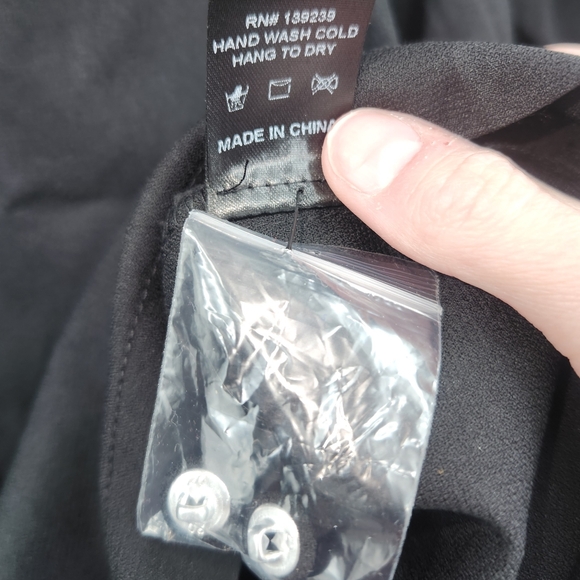 RN# 139239
HAND WASH COLD
HANG TO DRY
MADE IN CHINA